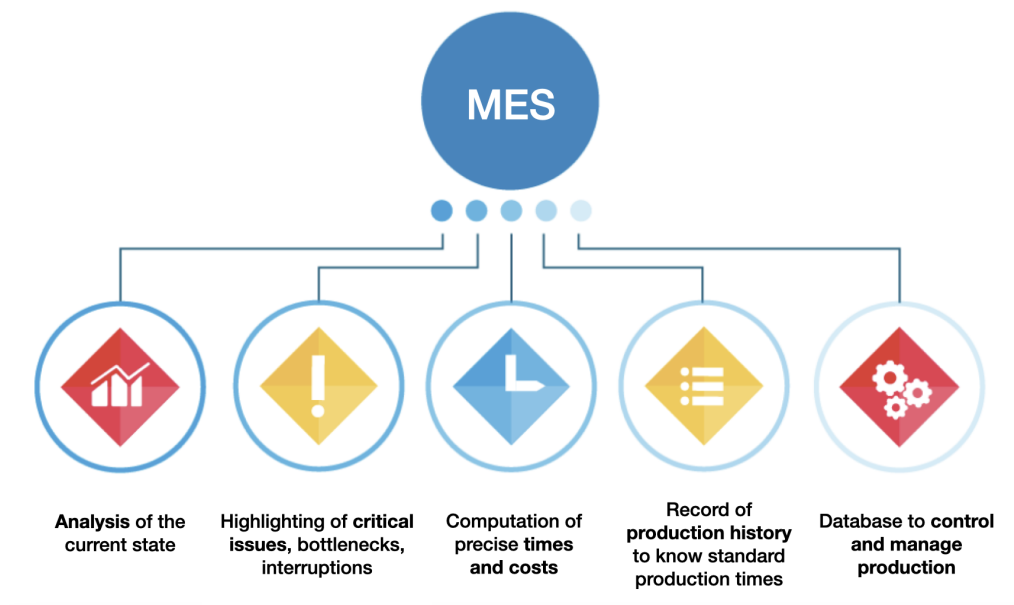 MES
Analysis of the
current state
Highlighting of critical
issues, bottlenecks,
interruptions
Computation of
precise times
and costs
Record of
production history
to know standard
production times
Database to control
and manage
production